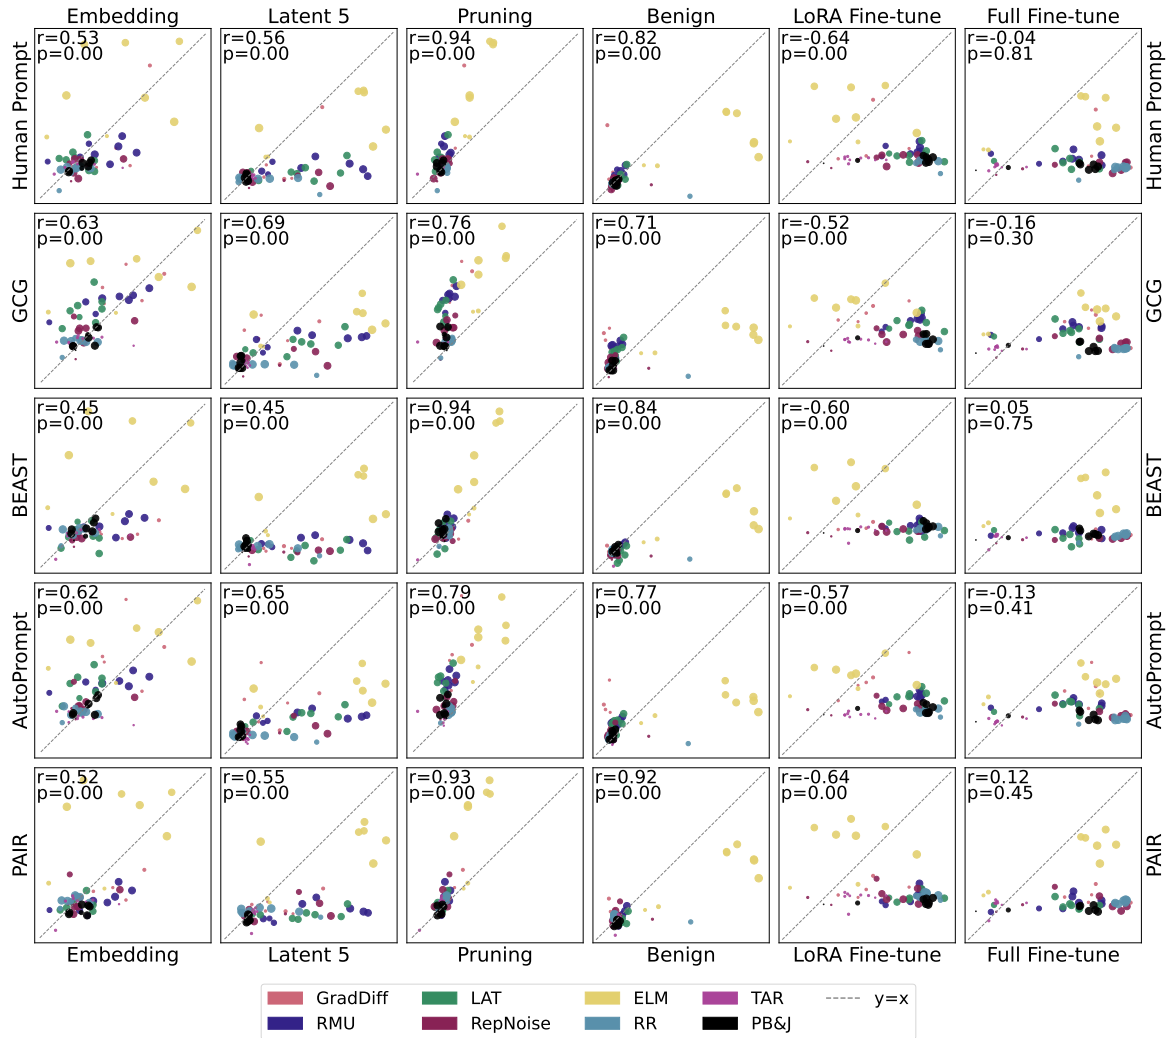 Embedding Latent 5 Pruning Benign LoRA Fine-tune Full Fine-tune
Human Prompt
r=0.53 r=0.56 r=0.94 r=0.82 r=-0.64 r=-0.04
p=0.00 p=0.00 p=0.00 p=0.00 p=0.00 p=0.81
Human Prompt
GCG
r=0.63 r=0.69 r=0.76 r=0.71 r=-0.52 r=-0.16
p=0.00 p=0.00 p=0.00 p=0.00 p=0.00 p=0.30
GCG
BEAST
r=0.45 r=0.45 r=0.94 r=0.84 r=-0.60 r=0.05
p=0.00 p=0.00 p=0.00 p=0.00 p=0.00 p=0.75
BEAST
AutoPrompt
r=0.62 r=0.65 r=0.79 r=0.77 r=-0.57 r=-0.13
p=0.00 p=0.00 p=0.00 p=0.00 p=0.00 p=0.41
AutoPrompt
PAIR
r=0.52 r=0.55 r=0.93 r=0.92 r=-0.64 r=0.12
p=0.00 p=0.00 p=0.00 p=0.00 p=0.00 p=0.45
PAIR
Embedding Latent 5 Pruning Benign LoRA Fine-tune Full Fine-tune
GradDiff LAT ELM TAR y=x
RMU RepNoise RR PB&J